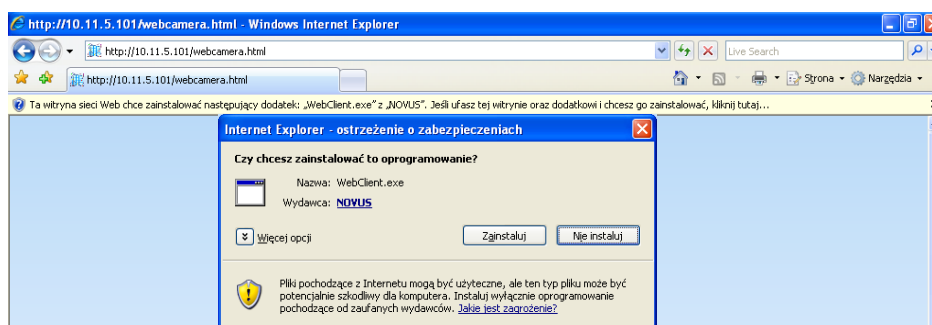 http://10.11.5.101/webcamera.html - Windows Internet Explorer
http://10.11.5.101/webcamera.html
Live Search
http://10.11.5.101/webcamera.html
Strona
Narzędzia
Ta witryna sieci Web chce zainstalować następujący dodatek: „WebClient.exe” z „NOVUS”. Jeśli ufasz tej witrynie oraz dodatkowi i chcesz go zainstalować, kliknij tutaj...
Internet Explorer - ostrzeżenie o zabezpieczeniach
Czy chcesz zainstalować to oprogramowanie?
Nazwa: WebClient.exe
Wydawca: NOVUS
Więcej opcji
Zainstaluj
Nie instaluj
Pliki pochodzące z Internetu mogą być użyteczne, ale ten typ pliku może być
potencjalnie szkodliwy dla komputera. Instaluj wyłącznie oprogramowanie
pochodzące od zaufanych wydawców. Jakie jest zagrożenie?